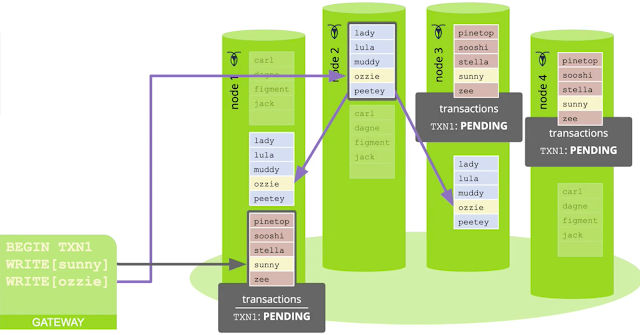 BEGIN TXN1
WRITE[sunny]
WRITE[ozzie]
GATEWAY
node 1
carl
dagne
figment
jack
lady
lula
muddy
ozzie
peetey
pinetop
sooshi
stella
sunny
zee
transactions
TXN1: PENDING
node 2
lady
lula
muddy
ozzie
peetey
carl
dagne
figment
jack
node 3
pinetop
sooshi
stella
sunny
zee
transactions
TXN1: PENDING
lady
lula
muddy
ozzie
peetey
node 4
pinetop
sooshi
stella
sunny
zee
transactions
TXN1: PENDING
carl
dagne
figment
jack